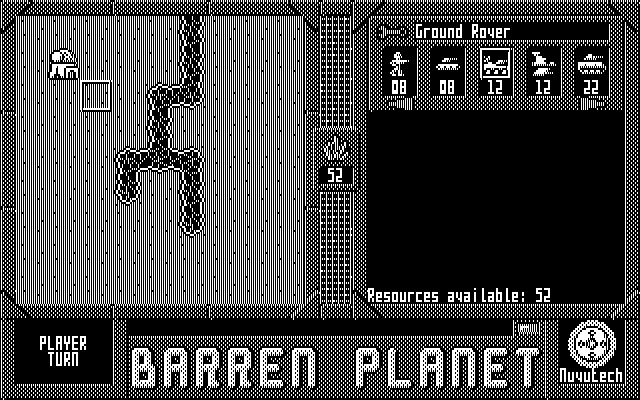 Ground Rover
08 08 12 12 22
52
Resources available: 52
PLAYER
TURN
BARREN PLANET
Nuvutech